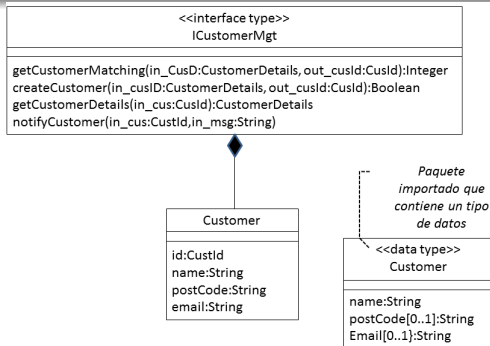 <<interface type>>
ICustomerMgt
getCustomerMatching(in_CusD:CustomerDetails, out_cusId:CusId):Integer
createCustomer(in_cusID:CustomerDetails, out_cusId:CusId):Boolean
getCustomerDetails(in_cus:CusId):CustomerDetails
notifyCustomer(in_cus:CustId,in_msg:String)
Customer
id:CustId
name:String
postCode:String
email:String
Paquete
importado que
contiene un tipo
de datos
<<data type>>
Customer
name:String
postCode[0..1]:String
Email[0..1}:String